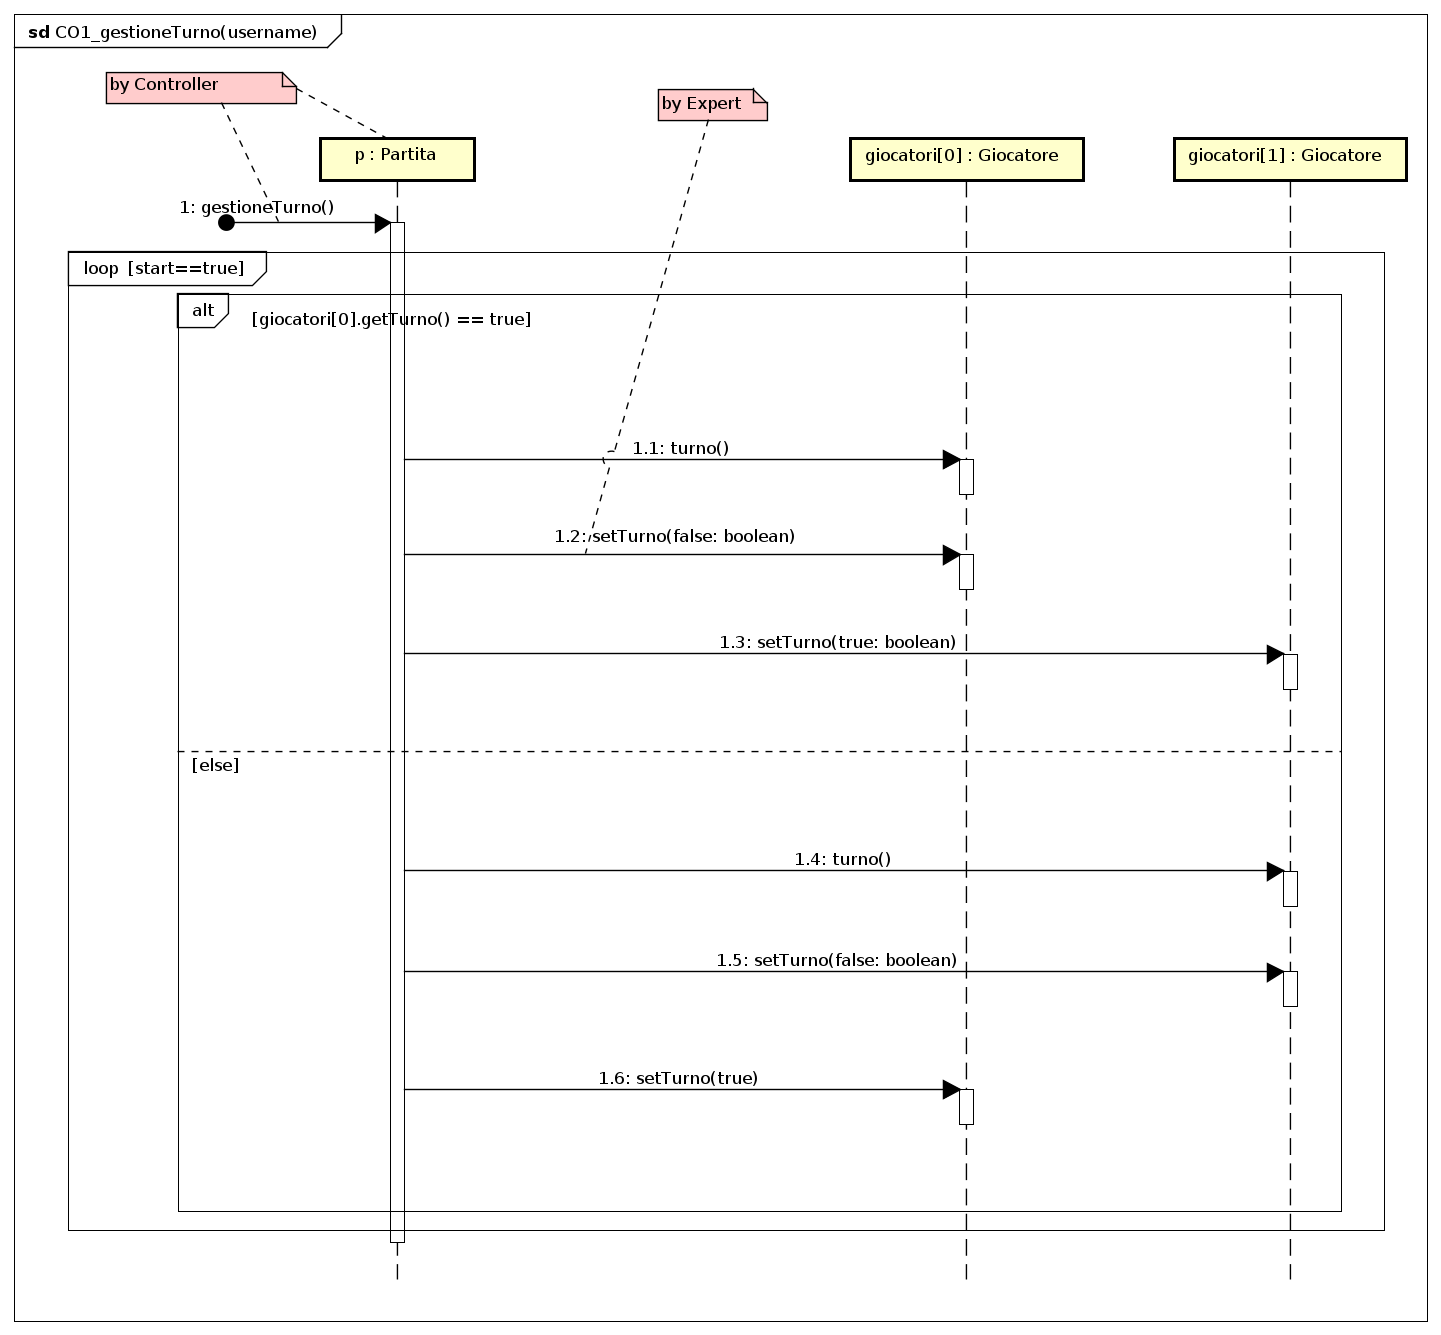 sd CO1_gestioneTurno(username)
by Controller
by Expert
p : Partita
giocatori[0] : Giocatore
giocatori[1] : Giocatore
1: gestioneTurno()
loop [start==true]
alt
[giocatori[0].getTurno() == true]
1.1: turno()
1.2: setTurno(false: boolean)
1.3: setTurno(true: boolean)
[else]
1.4: turno()
1.5: setTurno(false: boolean)
1.6: setTurno(true)